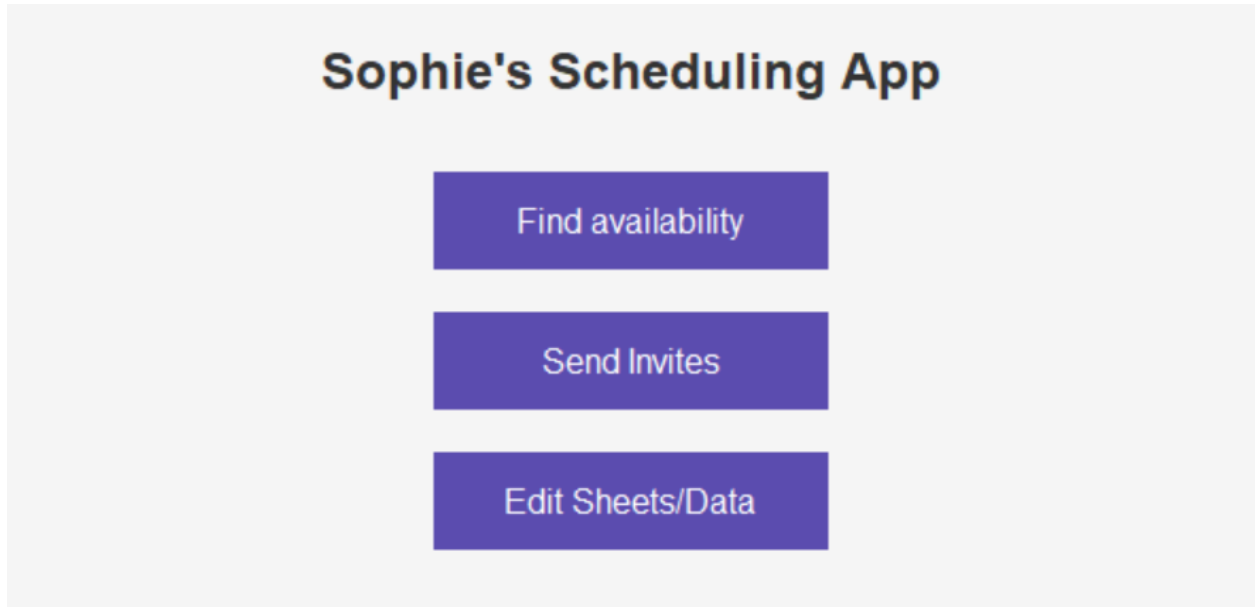 Sophie's Scheduling App
Find availability
Send Invites
Edit Sheets/Data